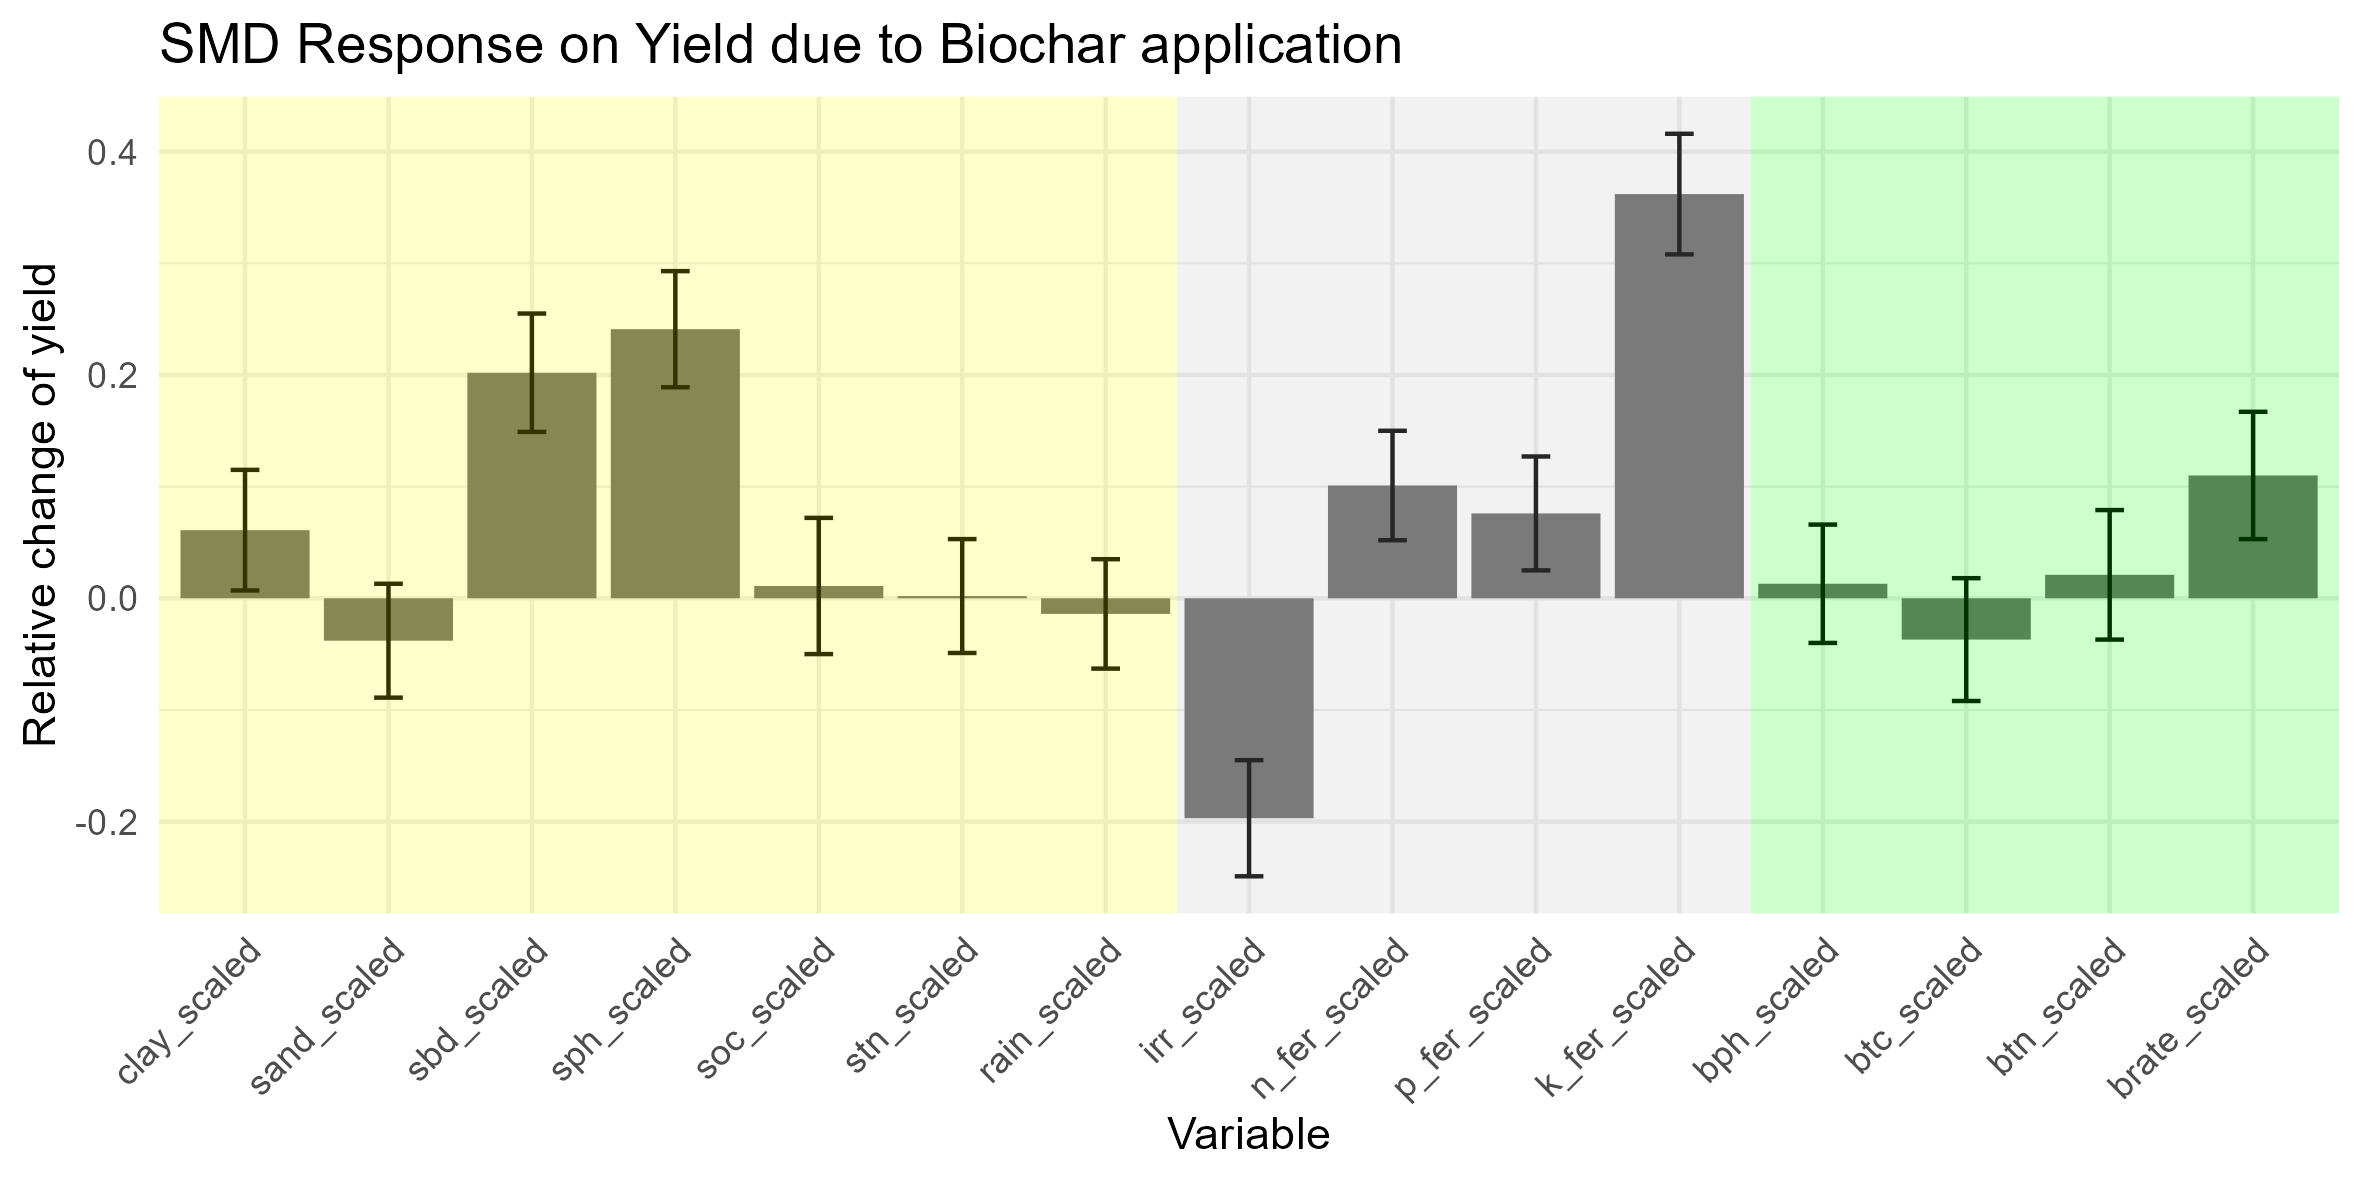 SMD Response on Yield due to Biochar application
Relative change of yield
0.4
0.2
0.0
-0.2
clay_scaled
sand_scaled
sbd_scaled
sph_scaled
soc_scaled
stn_scaled
rain_scaled
irr_scaled
n_fer_scaled
p_fer_scaled
k_fer_scaled
bph_scaled
btc_scaled
btn_scaled
brate_scaled
Variable